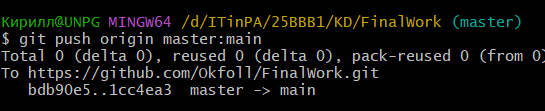 Кирилл@UNPG MINGW64 /d/ITinPA/25BBB1/KD/FinalWork (master)
$ git push origin master:main
Total 0 (delta 0), reused 0 (delta 0), pack-reused 0 (from 0)
To https://github.com/Okfoll/FinalWork.git
   bdb90e5..1cc4ea3  master -> main